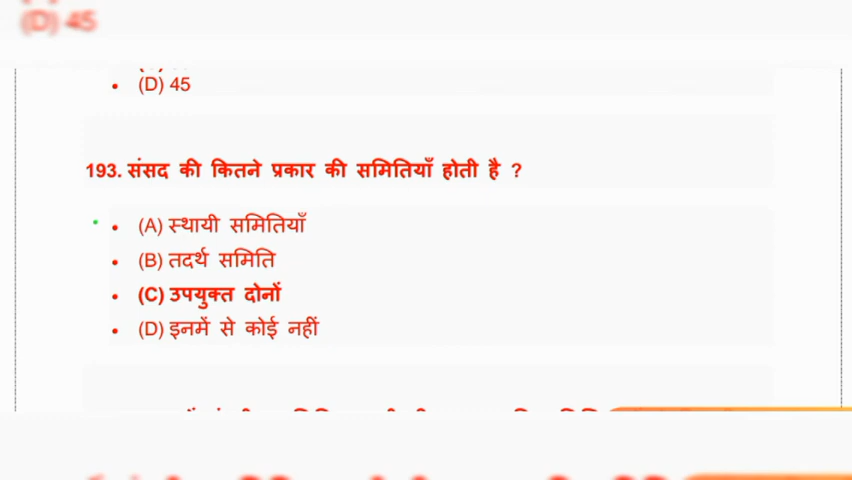 (D) 45
(D) 45
193. संसद की कितने प्रकार की समितियाँ होती है ?
(A) स्थायी समितियाँ
(B) तदर्थ समिति
(C) उपयुक्त दोनों
(D) इनमें से कोई नहीं